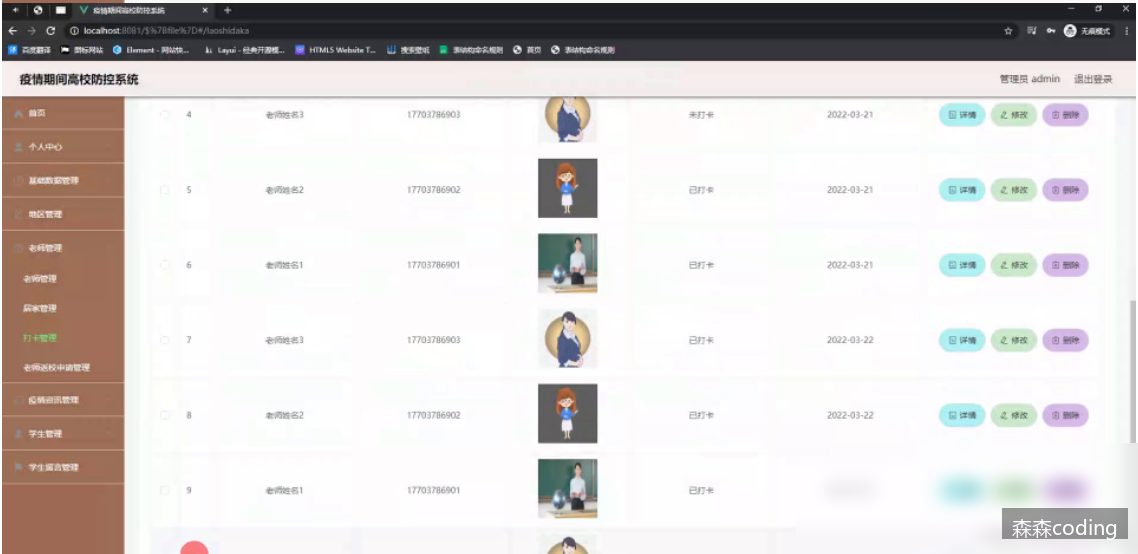 疫情期间高校防控系统
localhost:8081/$%7Bfile%7D#/laoshidaka
无痕模式
百度翻译 图标网站 Element - 网站快... Layui - 经典开源模... HTML5 Website T... 搜索壁纸 表结构命名规则 首页 表结构命名规则
疫情期间高校防控系统 管理员 admin 退出登录
首页
个人中心
基础数据管理
地区管理
老师管理
老师管理
居家管理
打卡管理
老师返校申请管理
疫情资讯管理
学生管理
学生留言管理
4 老师姓名3 17703786903 未打卡 2022-03-21 详情 修改 删除
5 老师姓名2 17703786902 已打卡 2022-03-21 详情 修改 删除
6 老师姓名1 17703786901 已打卡 2022-03-21 详情 修改 删除
7 老师姓名3 17703786903 已打卡 2022-03-22 详情 修改 删除
8 老师姓名2 17703786902 已打卡 2022-03-22 详情 修改 删除
9 老师姓名1 17703786901 已打卡
森森coding